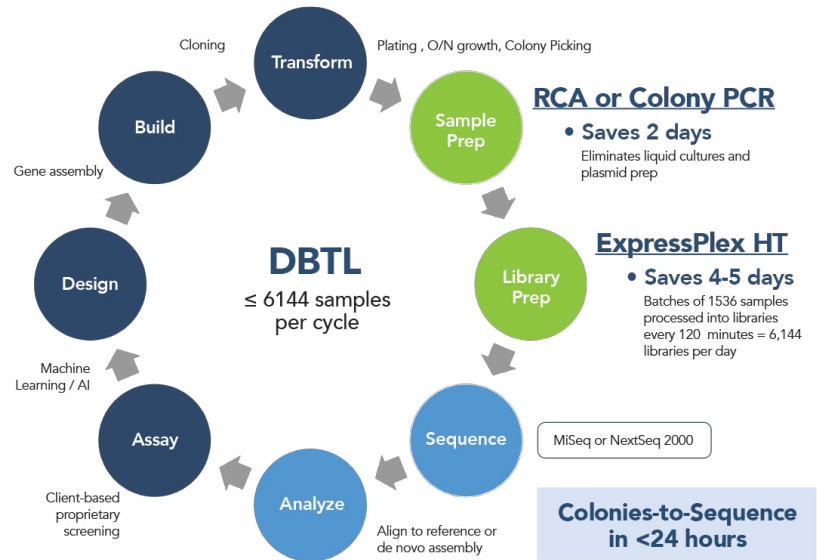 Cloning
Transform
Plating , O/N growth, Colony Picking
Build
Sample
Prep
RCA or Colony PCR
• Saves 2 days
Eliminates liquid cultures and
plasmid prep
Gene assembly
Design
DBTL
≤ 6144 samples
per cycle
Library
Prep
ExpressPlex HT
• Saves 4-5 days
Batches of 1536 samples
processed into libraries
every 120 minutes = 6,144
libraries per day
Machine
Learning / AI
Assay
Sequence
MiSeq or NextSeq 2000
Client-based
proprietary
screening
Analyze
Align to reference or
de novo assembly
Colonies-to-Sequence
in <24 hours